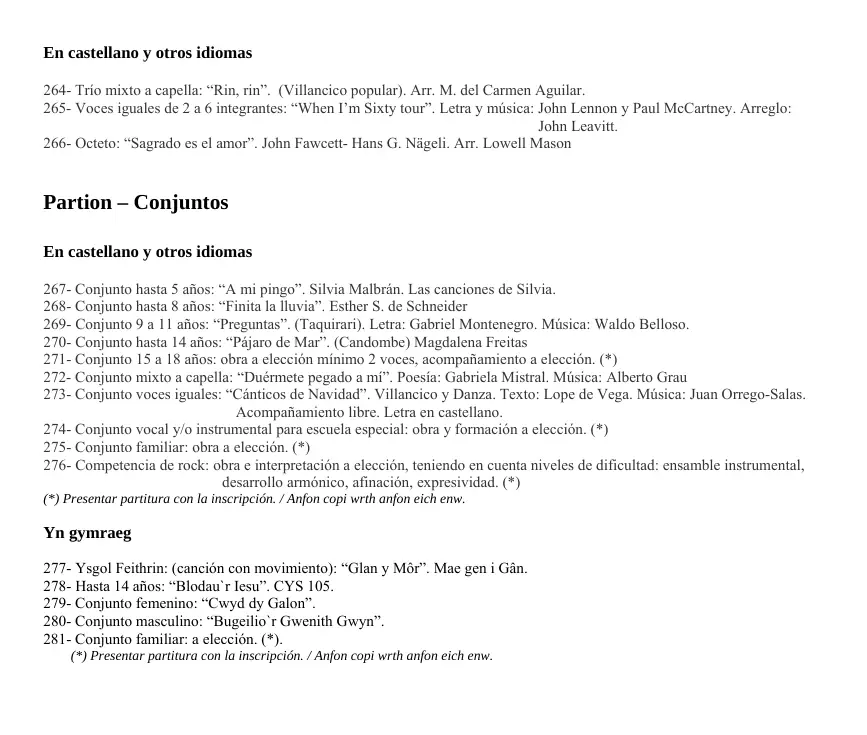 En castellano y otros idiomas
264- Trío mixto a capella: “Rin, rin”.  (Villancico popular). Arr. M. del Carmen Aguilar.
265- Voces iguales de 2 a 6 integrantes: “When I’m Sixty tour”. Letra y música: John Lennon y Paul McCartney. Arreglo:
John Leavitt.
266- Octeto: “Sagrado es el amor”. John Fawcett- Hans G. Nägeli. Arr. Lowell Mason
Partion – Conjuntos
En castellano y otros idiomas
267- Conjunto hasta 5 años: “A mi pingo”. Silvia Malbrán. Las canciones de Silvia.
268- Conjunto hasta 8 años: “Finita la lluvia”. Esther S. de Schneider
269- Conjunto 9 a 11 años: “Preguntas”. (Taquirari). Letra: Gabriel Montenegro. Música: Waldo Belloso.
270- Conjunto hasta 14 años: “Pájaro de Mar”. (Candombe) Magdalena Freitas
271- Conjunto 15 a 18 años: obra a elección mínimo 2 voces, acompañamiento a elección. (*)
272- Conjunto mixto a capella: “Duérmete pegado a mí”. Poesía: Gabriela Mistral. Música: Alberto Grau
273- Conjunto voces iguales: “Cánticos de Navidad”. Villancico y Danza. Texto: Lope de Vega. Música: Juan Orrego-Salas.
Acompañamiento libre. Letra en castellano.
274- Conjunto vocal y/o instrumental para escuela especial: obra y formación a elección. (*)
275- Conjunto familiar: obra a elección. (*)
276- Competencia de rock: obra e interpretación a elección, teniendo en cuenta niveles de dificultad: ensamble instrumental,
desarrollo armónico, afinación, expresividad. (*)
(*) Presentar partitura con la inscripción. / Anfon copi wrth anfon eich enw.
Yn gymraeg
277- Ysgol Feithrin: (canción con movimiento): “Glan y Môr”. Mae gen i Gân.
278- Hasta 14 años: “Blodau`r Iesu”. CYS 105.
279- Conjunto femenino: “Cwyd dy Galon”.
280- Conjunto masculino: “Bugeilio`r Gwenith Gwyn”.
281- Conjunto familiar: a elección. (*).
(*) Presentar partitura con la inscripción. / Anfon copi wrth anfon eich enw.